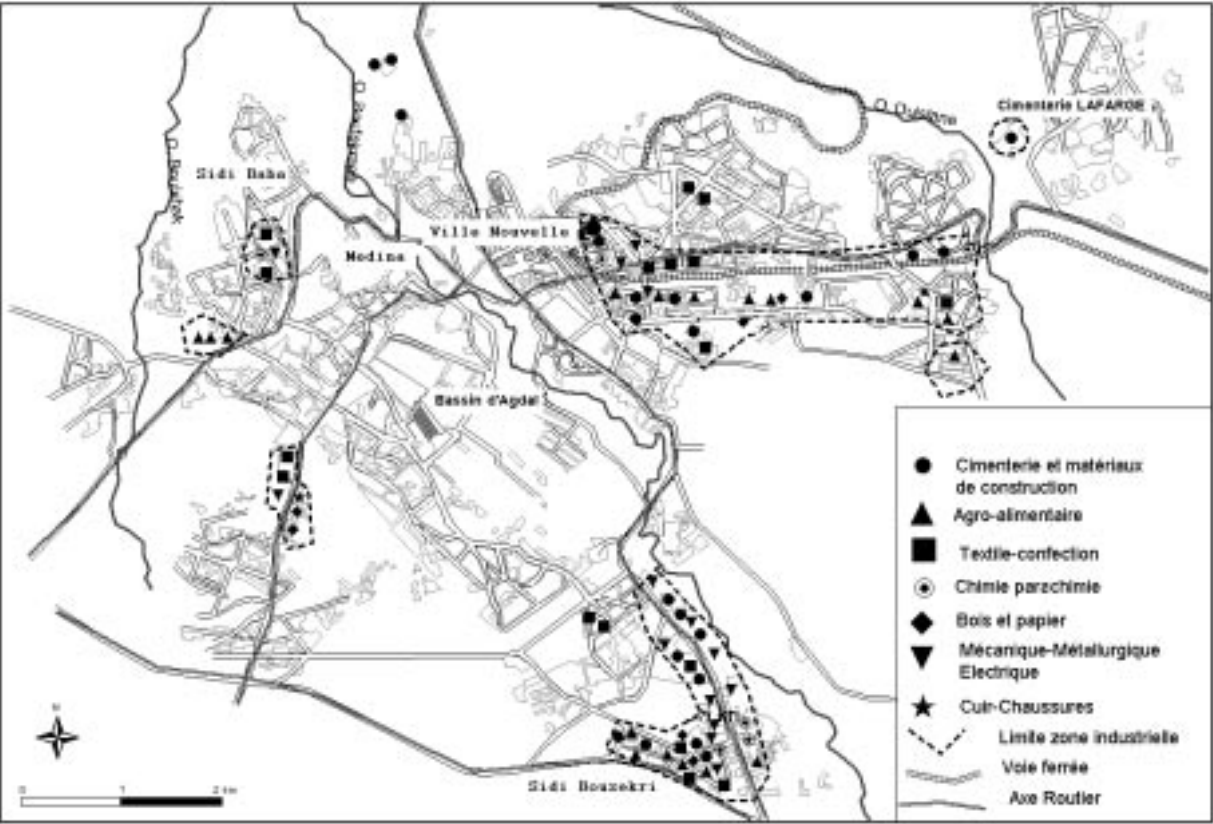 Cimenterie LAFARGE
O. Ouislane
O. Bouishak
Sidi Baba
Ville Nouvelle
Medina
Bassin d'Agdal
Cimenterie et matériaux
de construction
Agro-alimentaire
Textile-confection
Chimie parachimie
Bois et papier
Mécanique-Métallurgique
Electrique
Cuir-Chaussures
Limite zone industrielle
Voie ferrée
Axe Routier
Sidi Bouzekri
N
0 1 2 km